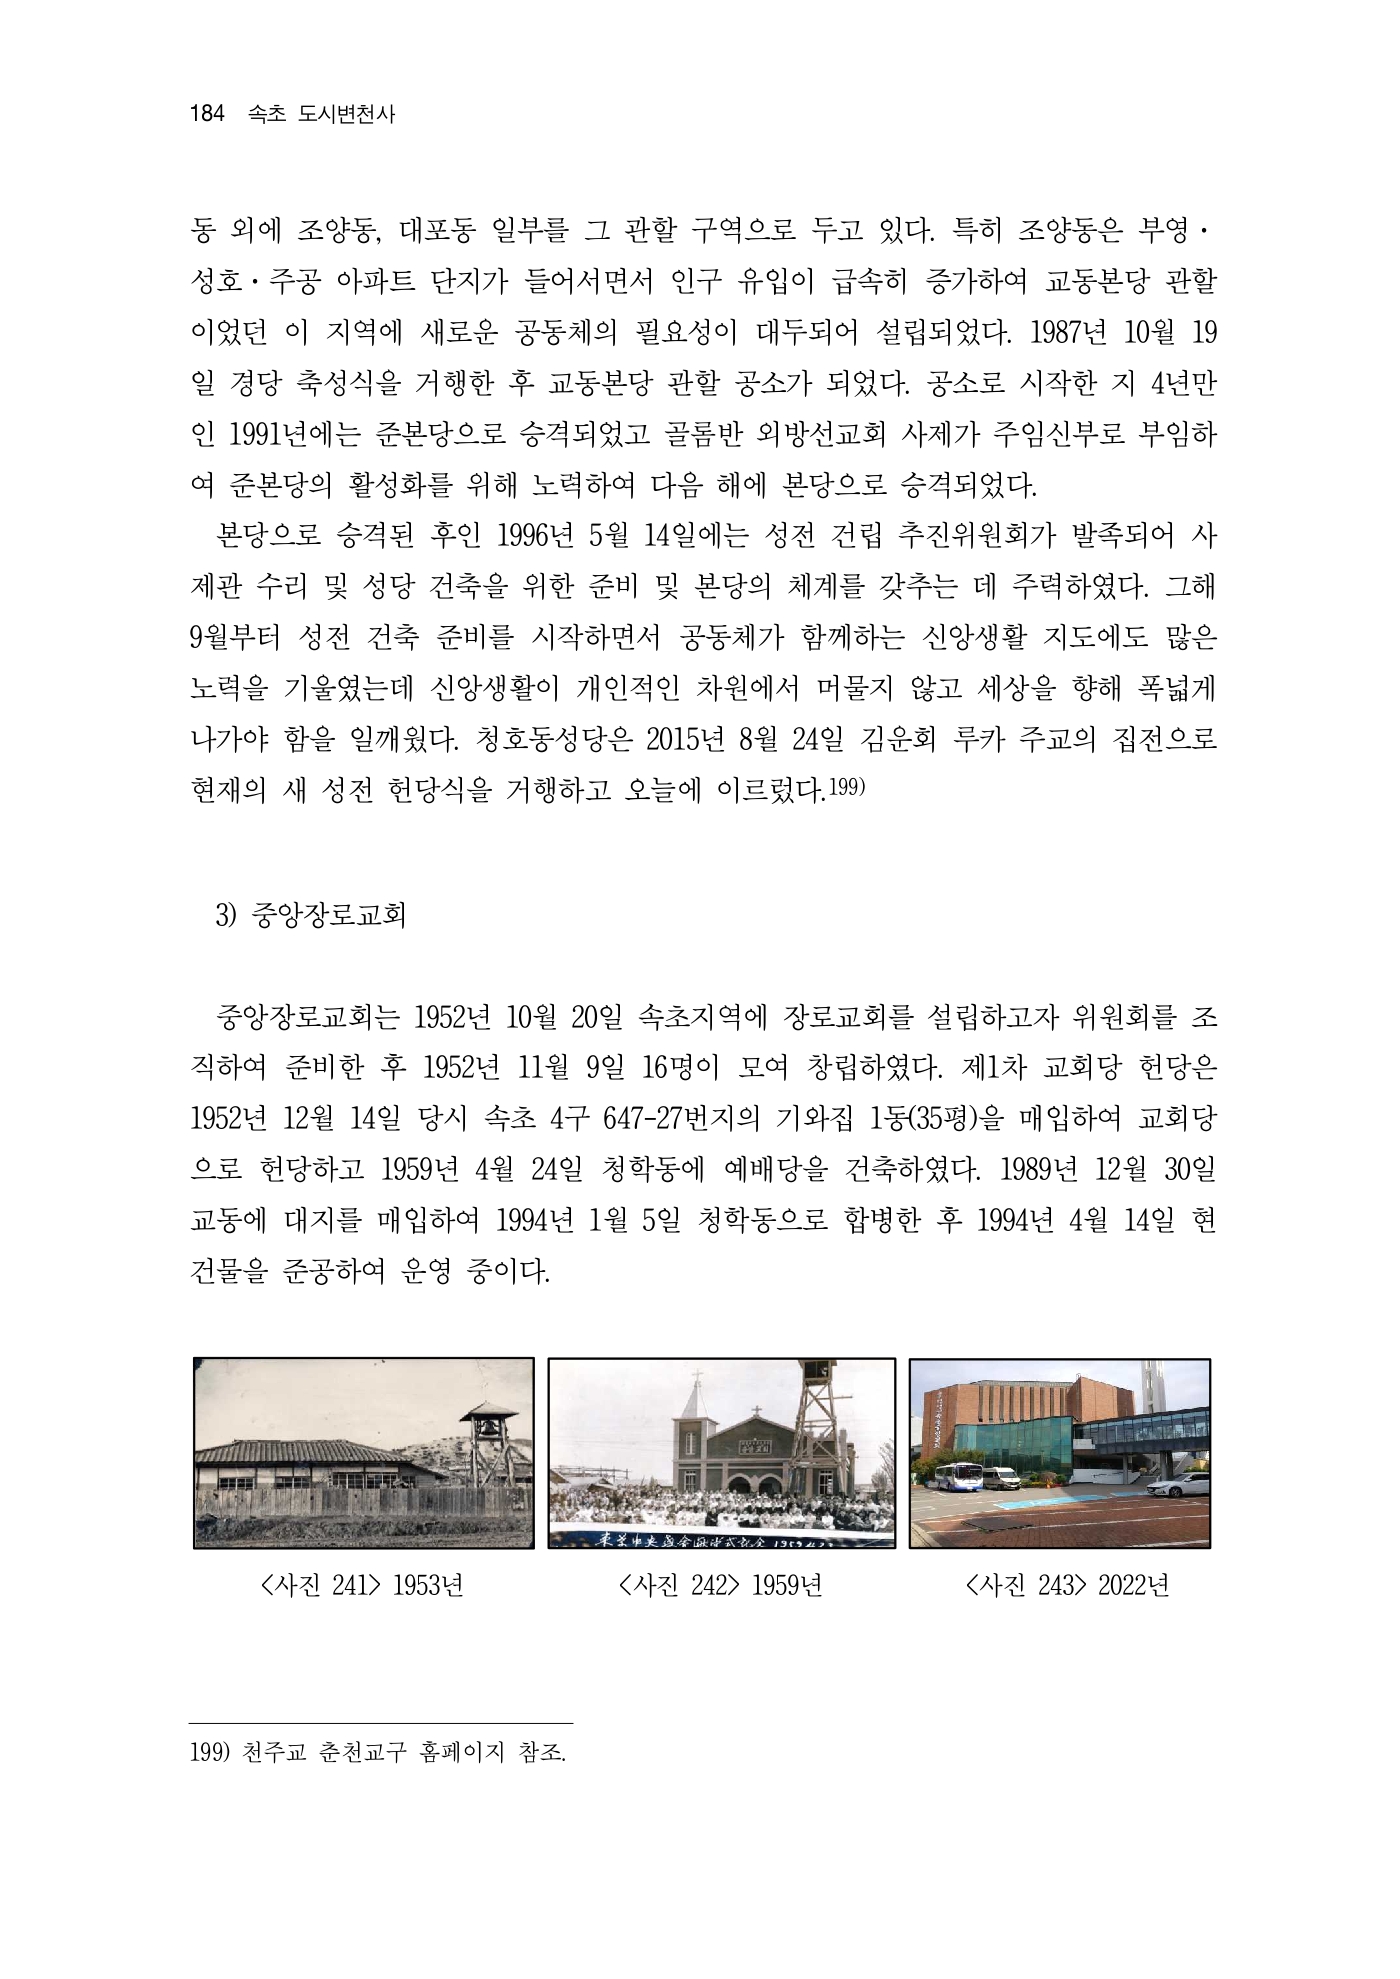 184 속초 도시변천사
동 외에 조양동, 대포동 일부를 그 관할 구역으로 두고 있다. 특히 조양동은 부영·
성호·주공 아파트 단지가 들어서면서 인구 유입이 급속히 증가하여 교동본당 관할
이었던 이 지역에 새로운 공동체의 필요성이 대두되어 설립되었다. 1987년 10월 19
일 경당 축성식을 거행한 후 교동본당 관할 공소가 되었다. 공소로 시작한 지 4년만
인 1991년에는 준본당으로 승격되었고 골롬반 외방선교회 사제가 주임신부로 부임하
여 준본당의 활성화를 위해 노력하여 다음 해에 본당으로 승격되었다.
본당으로 승격된 후인 1996년 5월 14일에는 성전 건립 추진위원회가 발족되어 사
제관 수리 및 성당 건축을 위한 준비 및 본당의 체계를 갖추는 데 주력하였다. 그해
9월부터 성전 건축 준비를 시작하면서 공동체가 함께하는 신앙생활 지도에도 많은
노력을 기울였는데 신앙생활이 개인적인 차원에서 머물지 않고 세상을 향해 폭넓게
나가야 함을 일깨웠다. 청호동성당은 2015년 8월 24일 김운회 루카 주교의 집전으로
현재의 새 성전 헌당식을 거행하고 오늘에 이르렀다.199)
3) 중앙장로교회
중앙장로교회는 1952년 10월 20일 속초지역에 장로교회를 설립하고자 위원회를 조
직하여 준비한 후 1952년 11월 9일 16명이 모여 창립하였다. 제1차 교회당 헌당은
1952년 12월 14일 당시 속초 4구 647-27번지의 기와집 1동(35평)을 매입하여 교회당
으로 헌당하고 1959년 4월 24일 청학동에 예배당을 건축하였다. 1989년 12월 30일
교동에 대지를 매입하여 1994년 1월 5일 청학동으로 합병한 후 1994년 4월 14일 현
건물을 준공하여 운영 중이다.
<사진 241> 1953년
<사진 242> 1959년
<사진 243> 2022년
199) 천주교 춘천교구 홈페이지 참조.